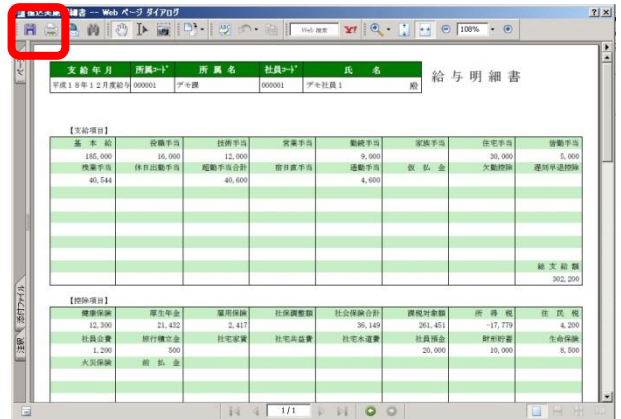 細書 -- Web ページ ダイアログ
Web 検索 Y! 108%
支 給 年 月 所属ｺｰﾄﾞ 所 属 名 社員ｺｰﾄﾞ 氏 名
平成18年12月度給与 000001 デモ課 000001 デモ社員1 殿
給 与 明 細 書
【支給項目】
基 本 給 役職手当 技術手当 営業手当 勤続手当 家族手当 住宅手当 皆勤手当
185,000 16,000 12,000 9,000 30,000 5,000
残業手当 休日出勤手当 超勤手当合計 宿日直手当 通勤手当 仮 払 金 欠勤控除 遅刻早退控除
40,544 40,600 4,600
総 支 給 額
302,200
【控除項目】
健康保険 厚生年金 雇用保険 社保調整額 社会保険合計 課税対象額 所 得 税 住 民 税
12,300 21,432 2,417 36,149 261,451 -17,779 4,200
社員会費 旅行積立金 社宅家賃 社宅共益費 社宅水道費 社員預金 財形貯蓄 生命保険
1,200 500 20,000 10,000 8,500
火災保険 前 払 金
注釈
添付ファイル
1/1